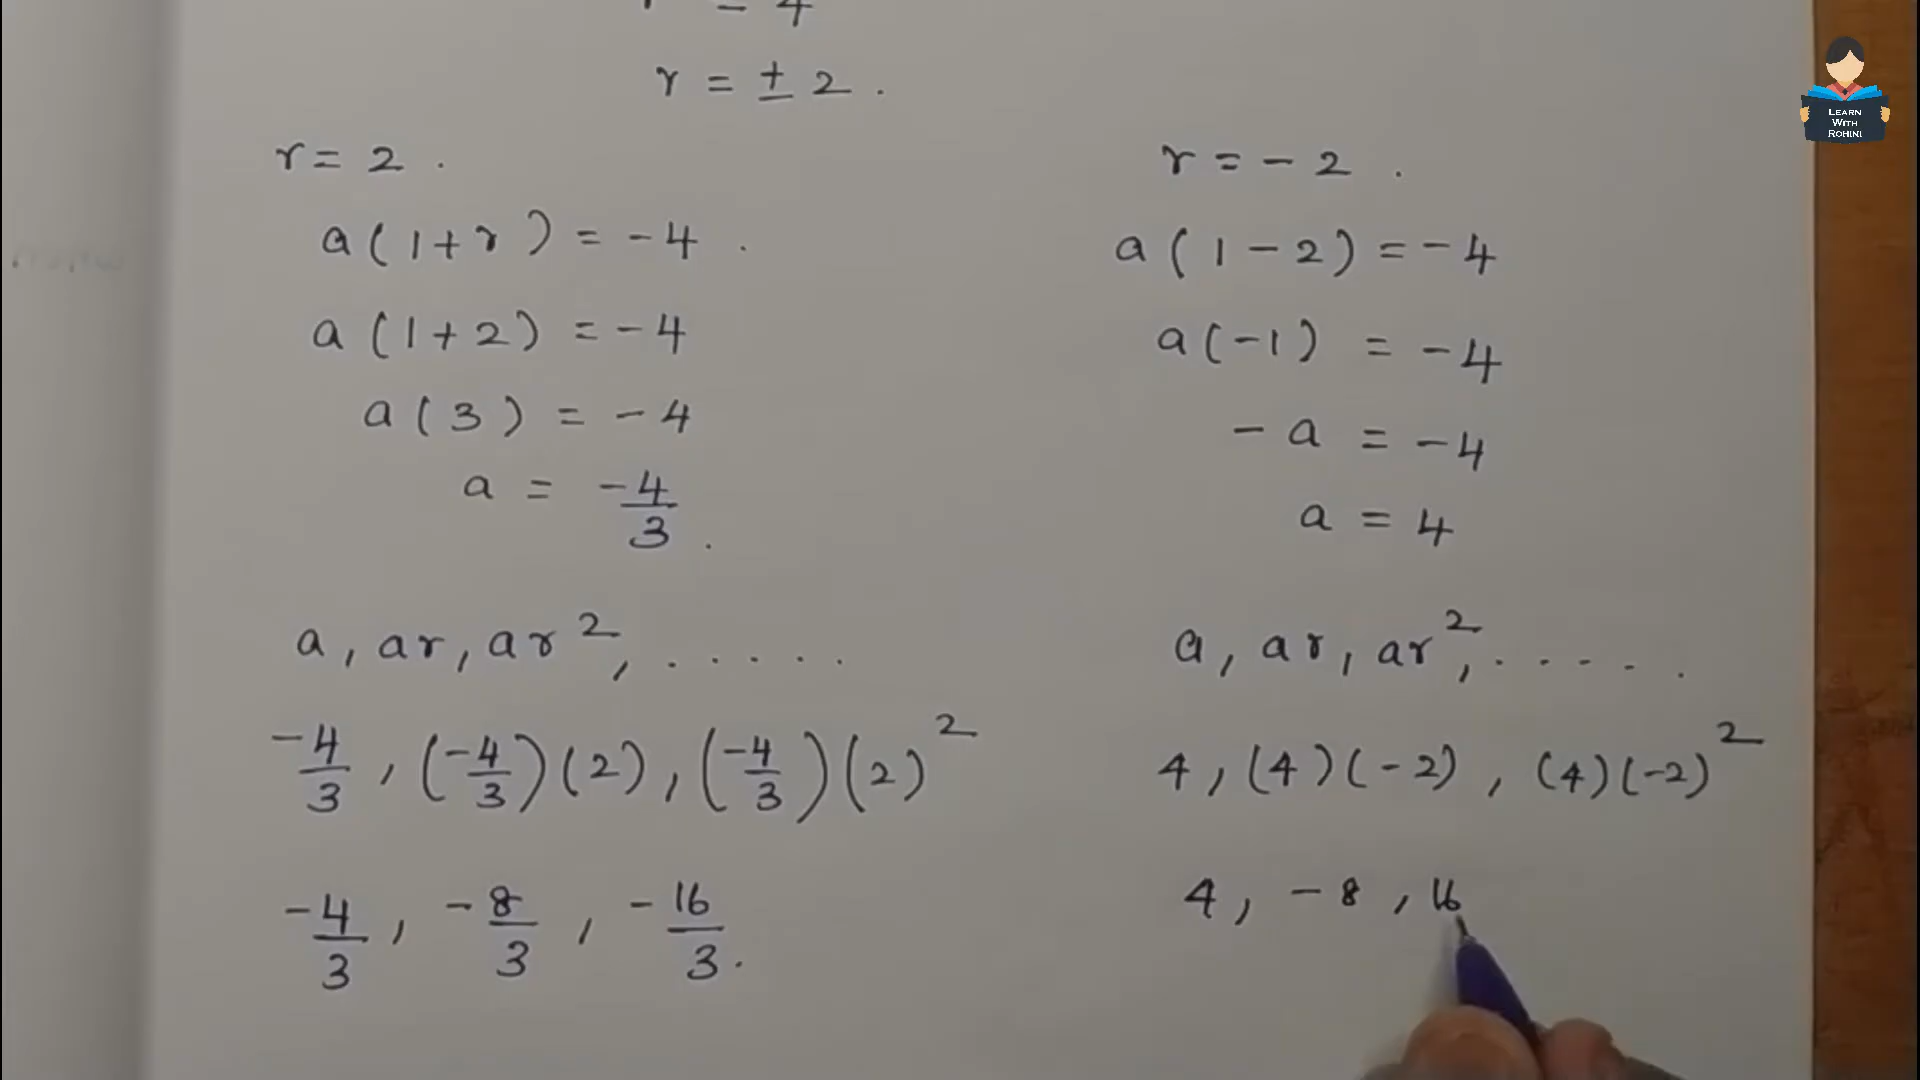 r = ± 2 .
r = 2 .
a ( 1 + r ) = - 4 .
a ( 1 + 2 ) = - 4
a ( 3 ) = - 4
a = -4/3 .
a , ar , ar² , . . . . .
-4/3 , (-4/3) (2) , (-4/3) (2)²
-4/3 , -8/3 , -16/3 .
r = - 2 .
a ( 1 - 2 ) = - 4
a ( -1 ) = - 4
- a = - 4
a = 4
a , ar , ar² , . . . . .
4 , (4) (-2) , (4) (-2)²
4 , - 8 , 16
LEARN
WITH
ROHINI